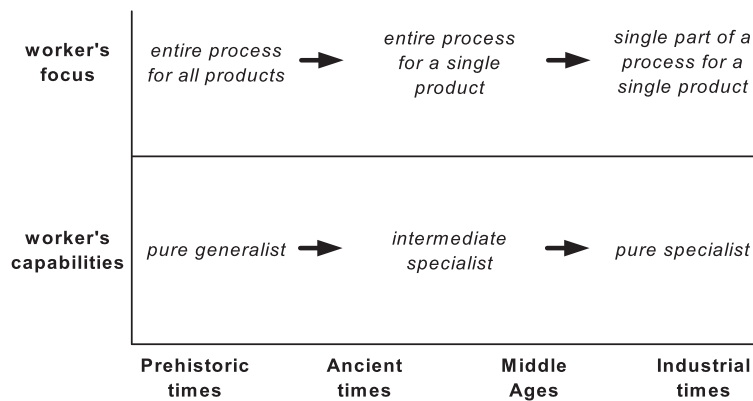 worker's
focus
entire process
for all products
entire process
for a single
product
single part of a
process for a
single product
worker's
capabilities
pure generalist
intermediate
specialist
pure specialist
Prehistoric
times
Ancient
times
Middle
Ages
Industrial
times